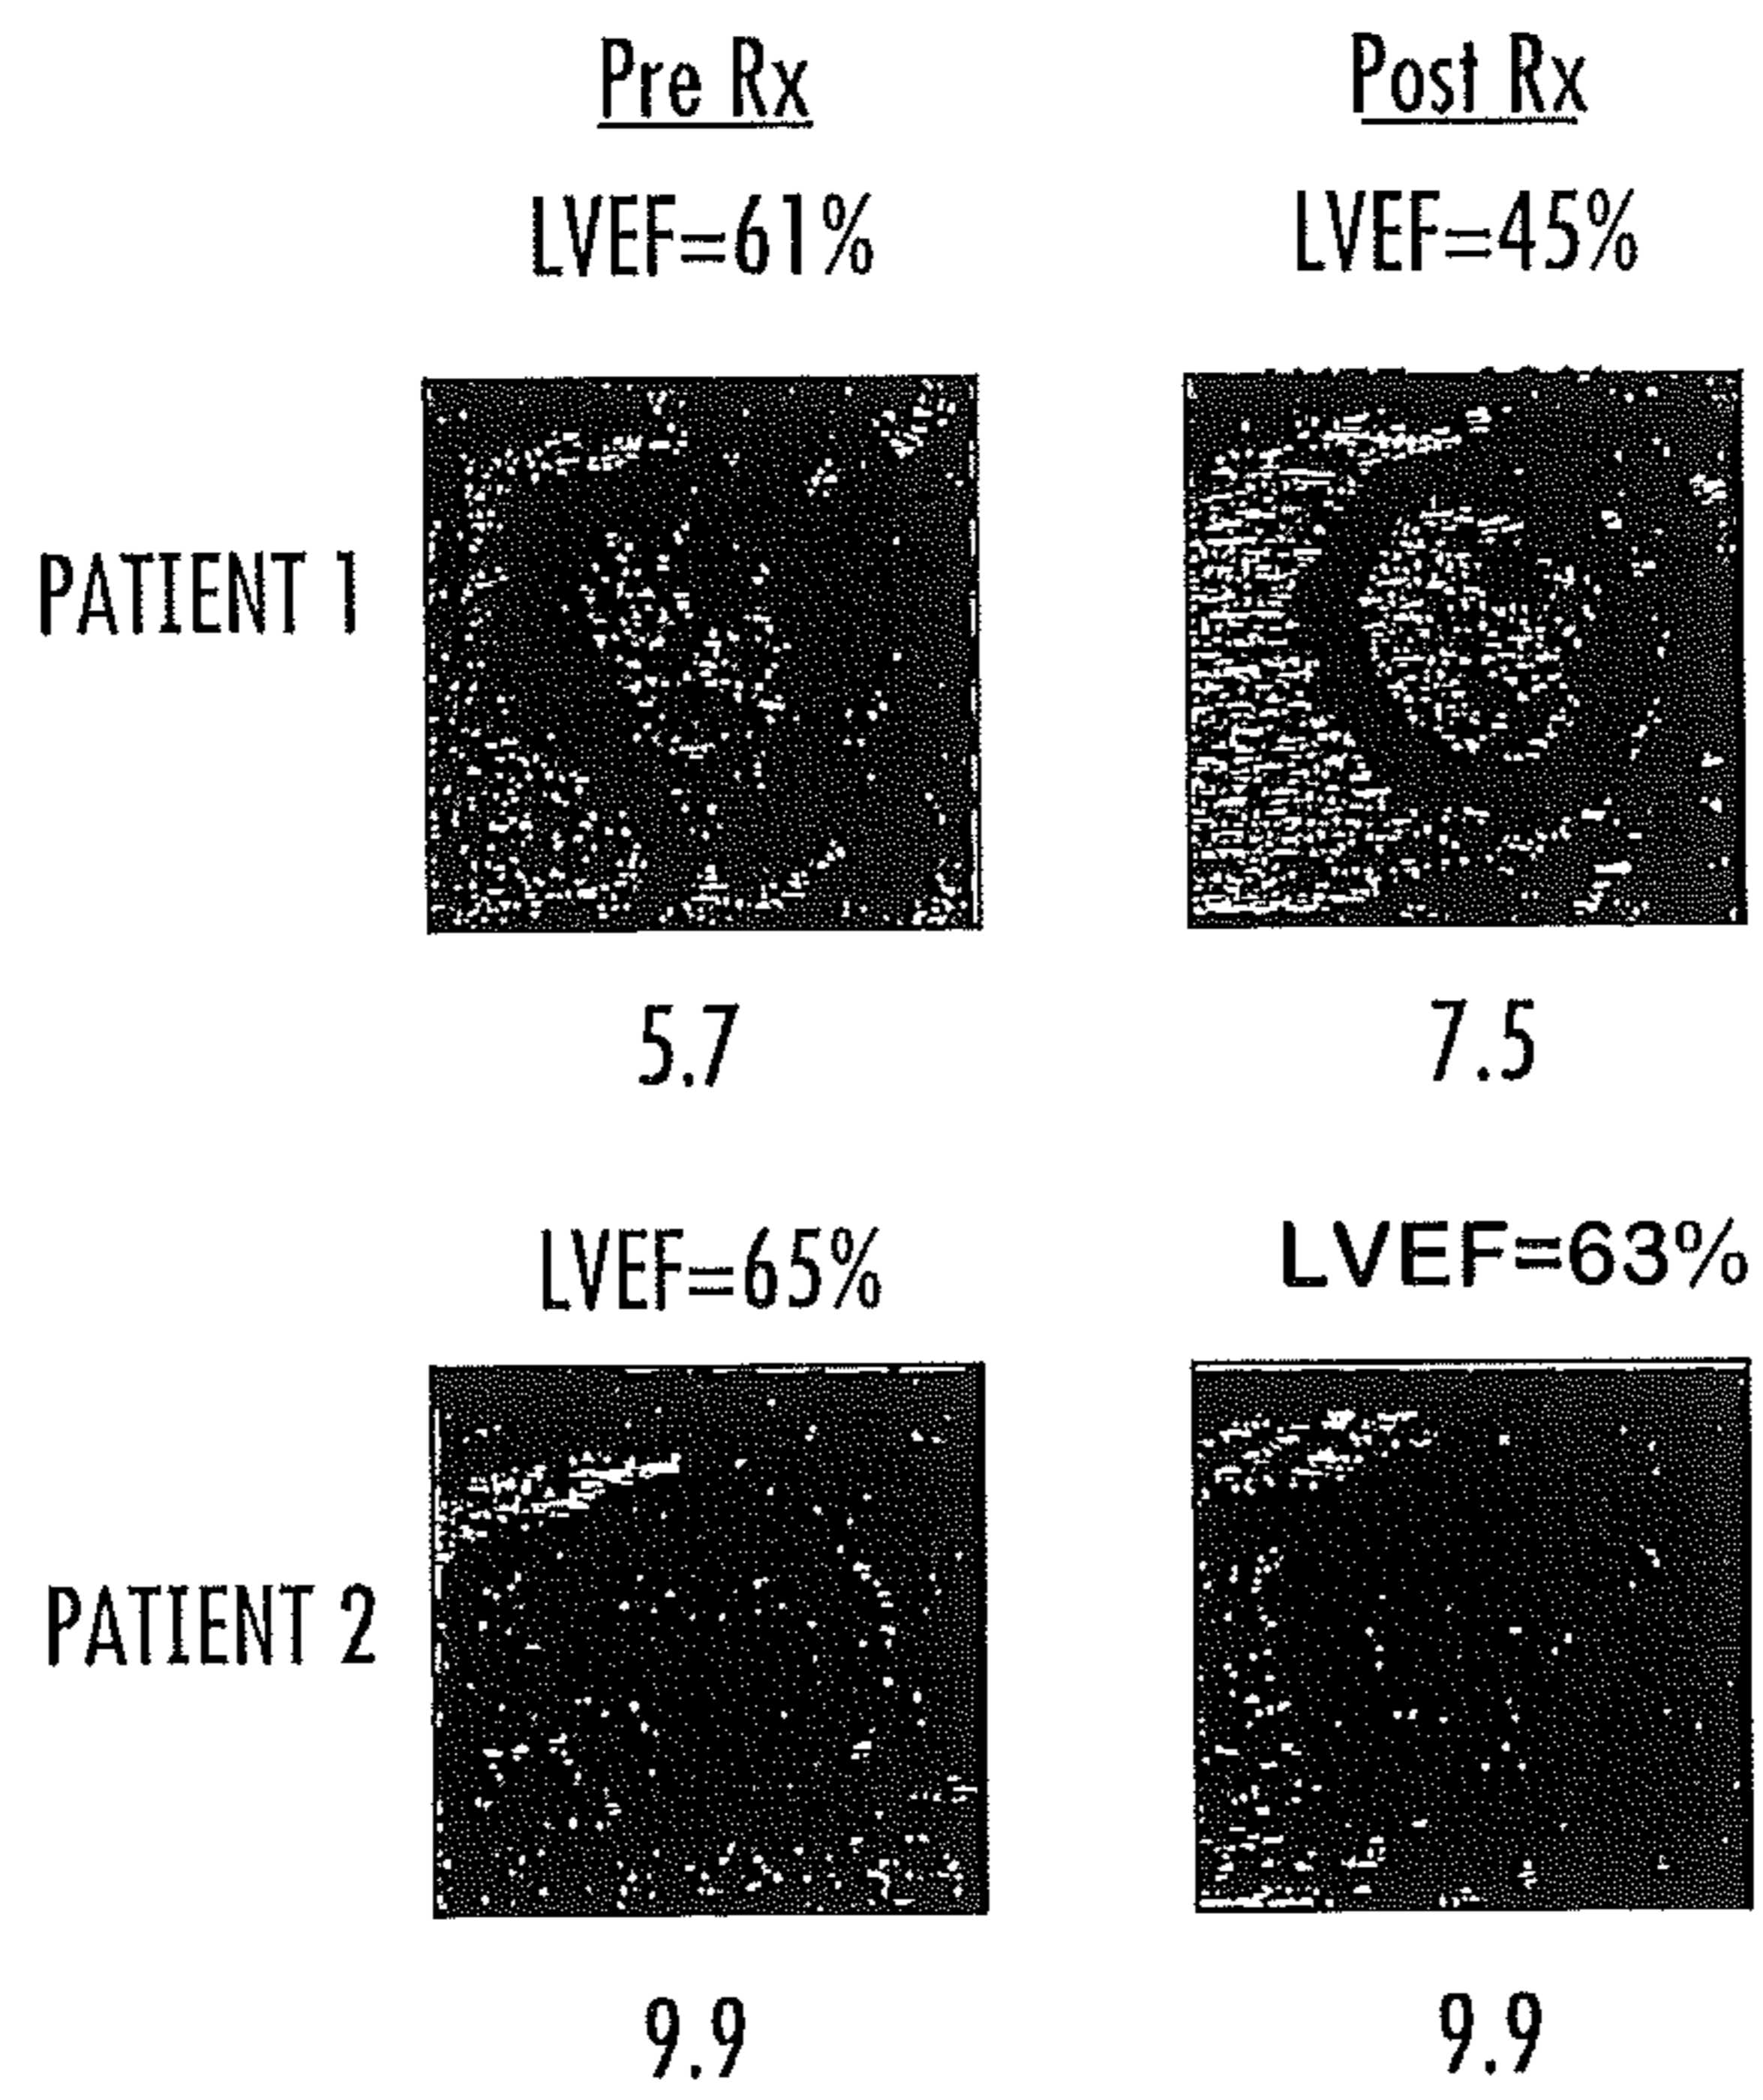 Pre Rx Post Rx
LVEF=61% LVEF=45%
PATIENT 1
5.7 7.5
LVEF=65% LVEF=63%
PATIENT 2
9.9 9.9